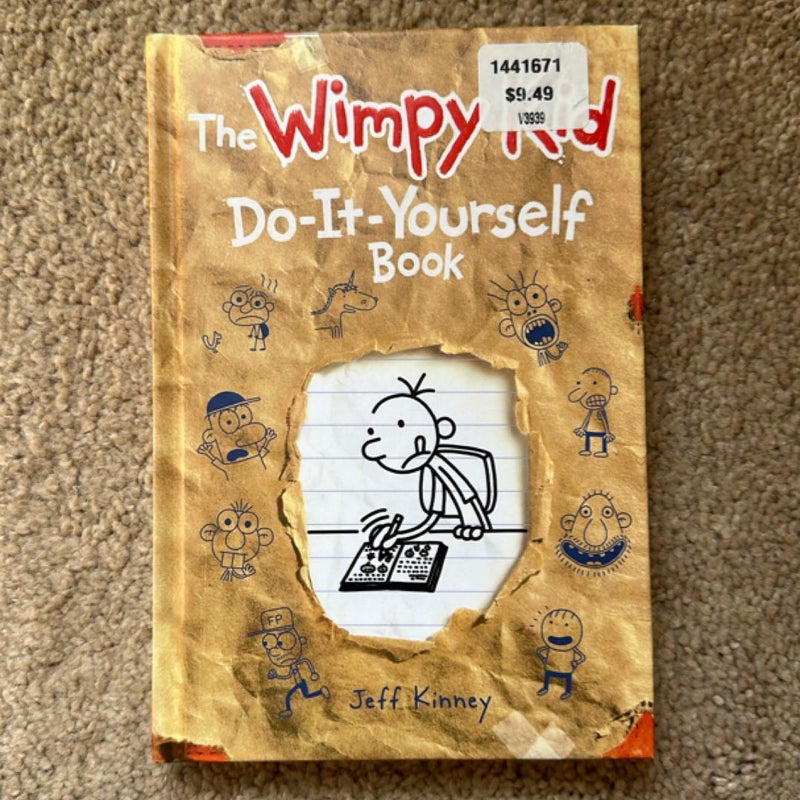 1441671
$9.49
V3939
The Wimpy Kid
Do-It-Yourself
Book
FP
Jeff Kinney